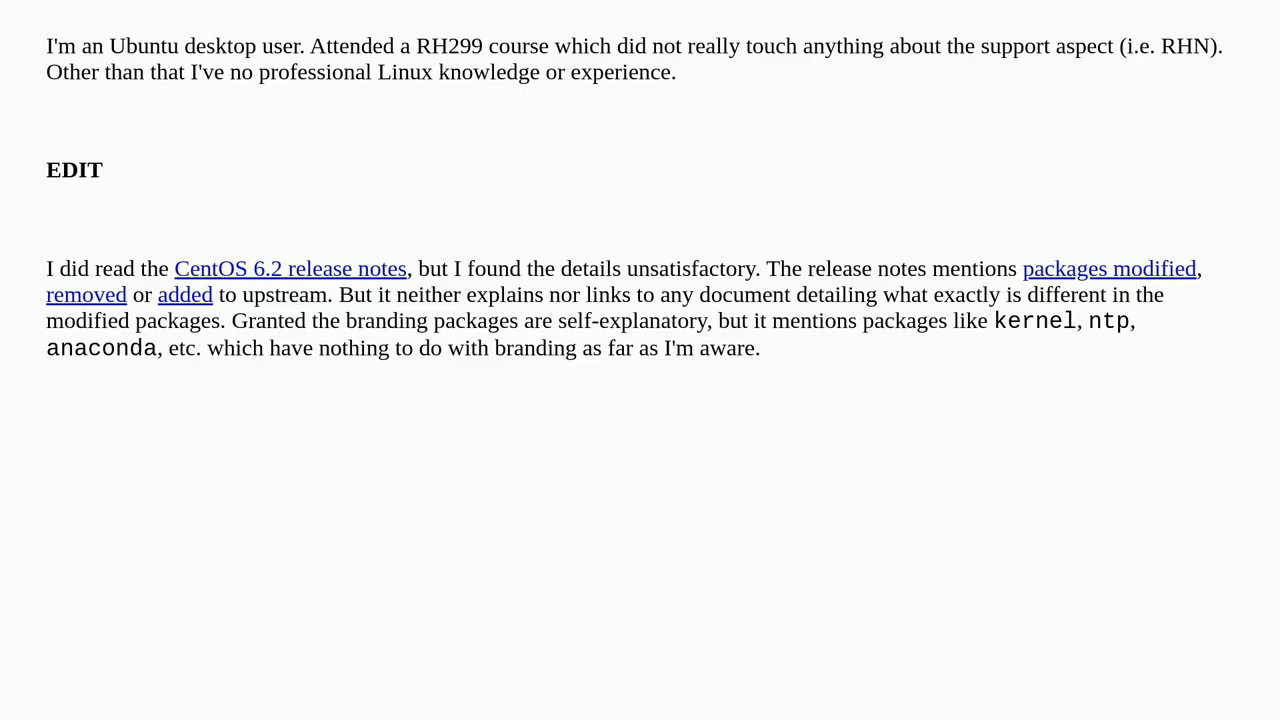 I'm an Ubuntu desktop user. Attended a RH299 course which did not really touch anything about the support aspect (i.e. RHN).
Other than that I've no professional Linux knowledge or experience.
EDIT
I did read the CentOS 6.2 release notes, but I found the details unsatisfactory. The release notes mentions packages modified,
removed or added to upstream. But it neither explains nor links to any document detailing what exactly is different in the
modified packages. Granted the branding packages are self-explanatory, but it mentions packages like kernel, ntp,
anaconda, etc. which have nothing to do with branding as far as I'm aware.